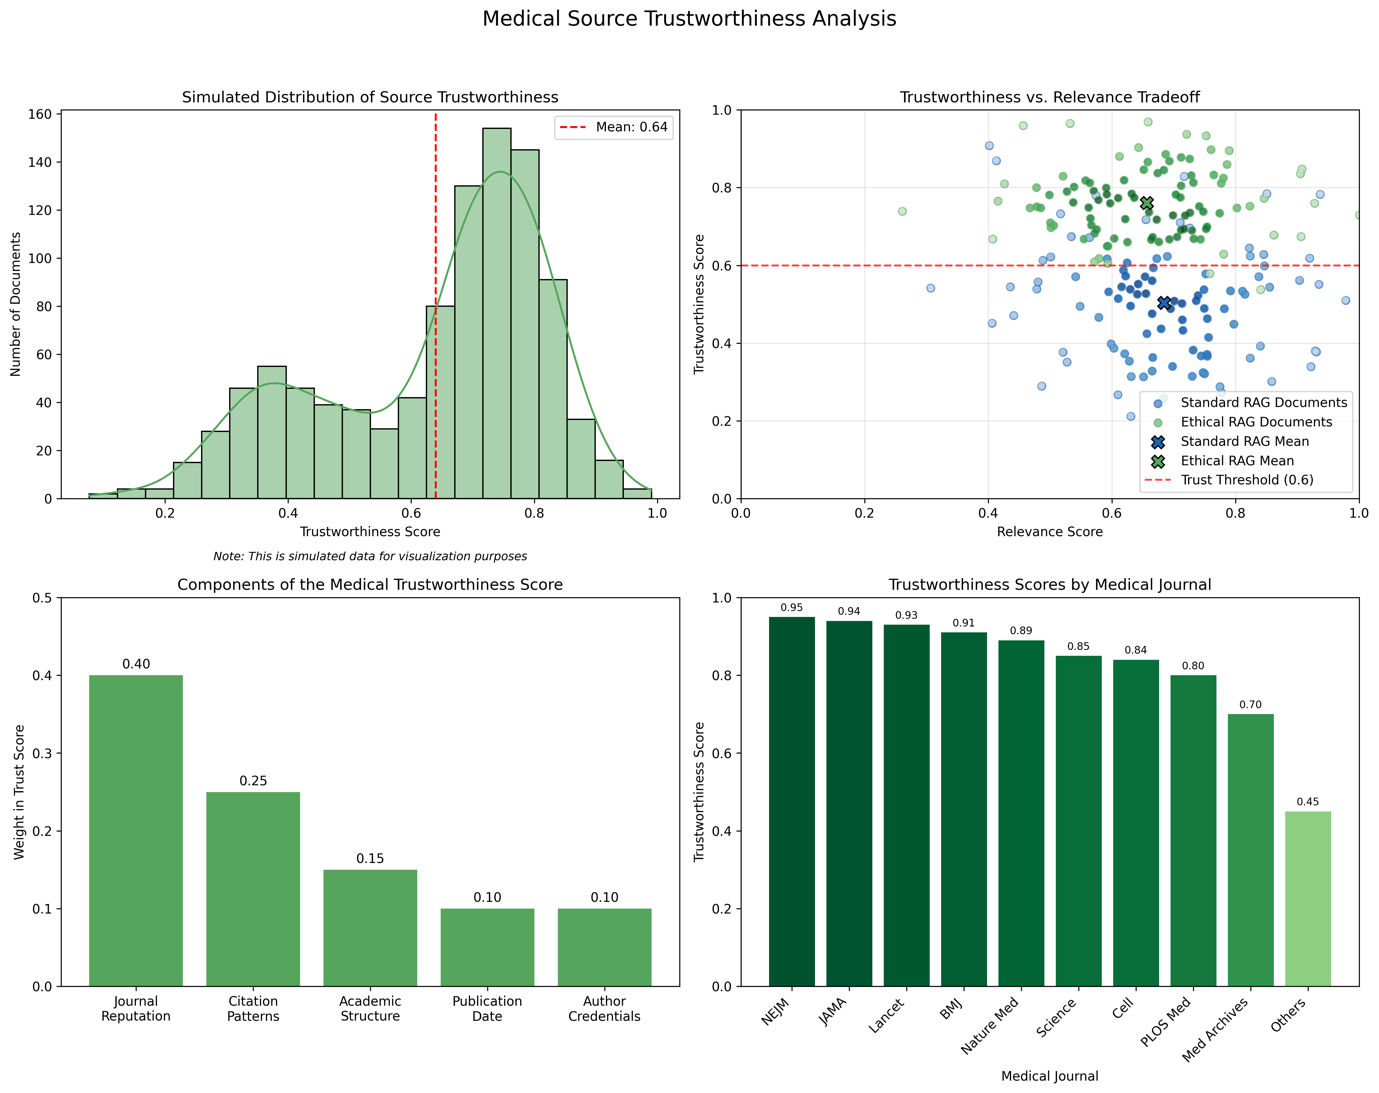 Medical Source Trustworthiness Analysis
Simulated Distribution of Source Trustworthiness
Number of Documents
160
140
120
100
80
60
40
20
0
Mean: 0.64
0.2 0.4 0.6 0.8 1.0
Trustworthiness Score
Note: This is simulated data for visualization purposes
Trustworthiness vs. Relevance Tradeoff
Trustworthiness Score
1.0
0.8
0.6
0.4
0.2
0.0
Standard RAG Documents
Ethical RAG Documents
Standard RAG Mean
Ethical RAG Mean
Trust Threshold (0.6)
0.0 0.2 0.4 0.6 0.8 1.0
Relevance Score
Components of the Medical Trustworthiness Score
Weight in Trust Score
0.5
0.4
0.3
0.2
0.1
0.0
0.40
0.25
0.15
0.10
0.10
Journal
Reputation
Citation
Patterns
Academic
Structure
Publication
Date
Author
Credentials
Trustworthiness Scores by Medical Journal
Trustworthiness Score
1.0
0.8
0.6
0.4
0.2
0.0
0.95
0.94
0.93
0.91
0.89
0.85
0.84
0.80
0.70
0.45
NEJM
JAMA
Lancet
BMJ
Nature Med
Science
Cell
PLOS Med
Med Archives
Others
Medical Journal